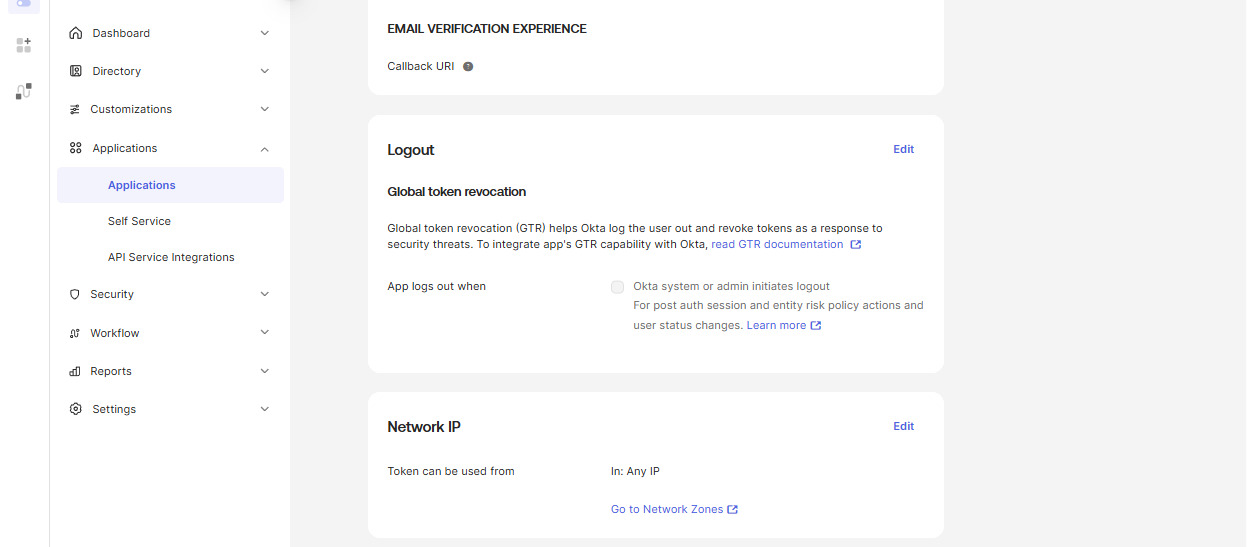 Dashboard
Directory
Customizations
Applications
Applications
Self Service
API Service Integrations
Security
Workflow
Reports
Settings
EMAIL VERIFICATION EXPERIENCE
Callback URI
Logout
Edit
Global token revocation
Global token revocation (GTR) helps Okta log the user out and revoke tokens as a response to
security threats. To integrate app's GTR capability with Okta, read GTR documentation
App logs out when
Okta system or admin initiates logout
For post auth session and entity risk policy actions and
user status changes. Learn more
Network IP
Edit
Token can be used from
In: Any IP
Go to Network Zones